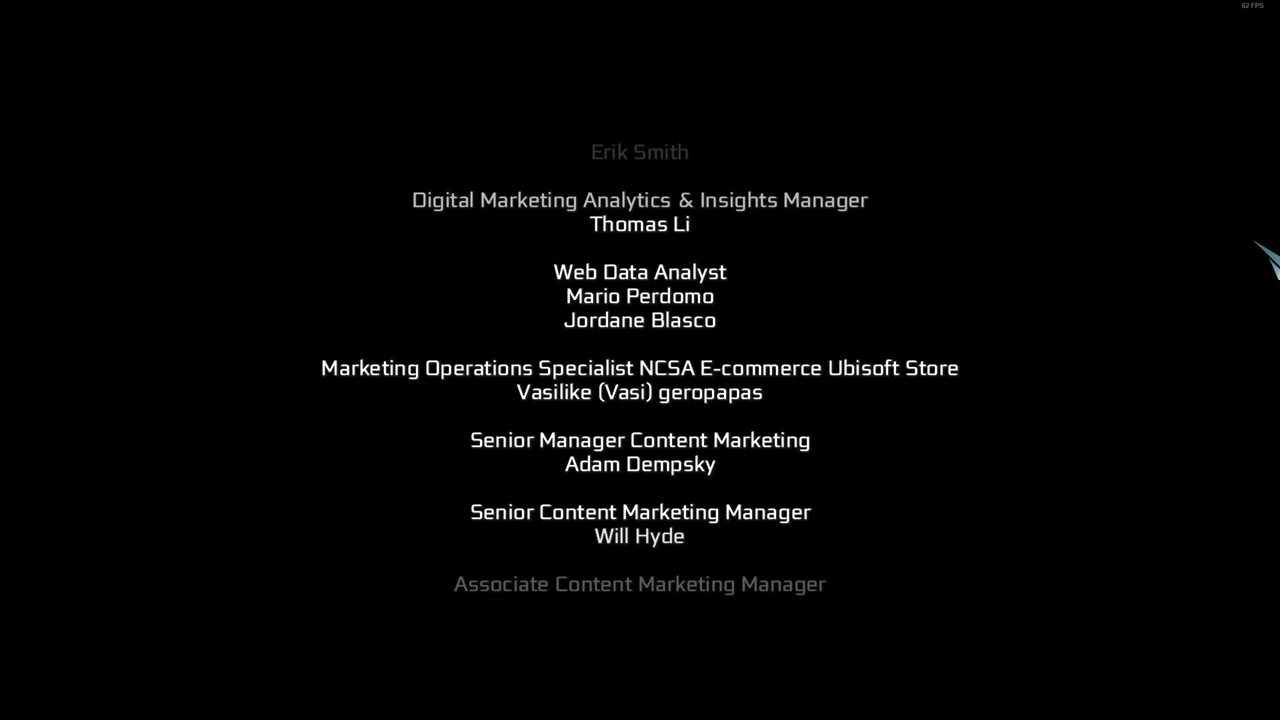 62 FPS
Erik Smith
Digital Marketing Analytics & Insights Manager
Thomas Li
Web Data Analyst
Mario Perdomo
Jordane Blasco
Marketing Operations Specialist NCSA E-commerce Ubisoft Store
Vasilike (Vasi) geropapas
Senior Manager Content Marketing
Adam Dempsky
Senior Content Marketing Manager
Will Hyde
Associate Content Marketing Manager